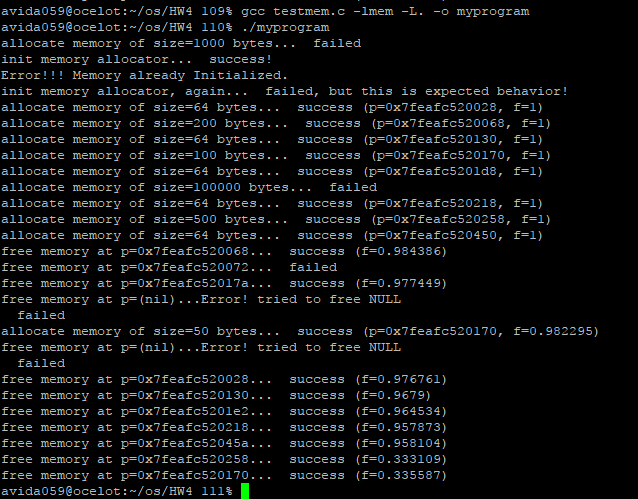 avida059@ocelot:~/os/HW4 109% gcc testmem.c -lmem -L. -o myprogram
avida059@ocelot:~/os/HW4 110% ./myprogram
allocate memory of size=1000 bytes...  failed
init memory allocator...  success!
Error!!! Memory already Initialized.
init memory allocator, again...  failed, but this is expected behavior!
allocate memory of size=64 bytes...  success (p=0x7feafc520028, f=1)
allocate memory of size=200 bytes...  success (p=0x7feafc520068, f=1)
allocate memory of size=64 bytes...  success (p=0x7feafc520130, f=1)
allocate memory of size=100 bytes...  success (p=0x7feafc520170, f=1)
allocate memory of size=64 bytes...  success (p=0x7feafc5201d8, f=1)
allocate memory of size=100000 bytes...  failed
allocate memory of size=64 bytes...  success (p=0x7feafc520218, f=1)
allocate memory of size=500 bytes...  success (p=0x7feafc520258, f=1)
allocate memory of size=64 bytes...  success (p=0x7feafc520450, f=1)
free memory at p=0x7feafc520068...  success (f=0.984386)
free memory at p=0x7feafc520072...  failed
free memory at p=0x7feafc52017a...  success (f=0.977449)
free memory at p=(nil)...Error! tried to free NULL
  failed
allocate memory of size=50 bytes...  success (p=0x7feafc520170, f=0.982295)
free memory at p=(nil)...Error! tried to free NULL
  failed
free memory at p=0x7feafc520028...  success (f=0.976761)
free memory at p=0x7feafc520130...  success (f=0.9679)
free memory at p=0x7feafc5201e2...  success (f=0.964534)
free memory at p=0x7feafc520218...  success (f=0.957873)
free memory at p=0x7feafc52045a...  success (f=0.958104)
free memory at p=0x7feafc520258...  success (f=0.333109)
free memory at p=0x7feafc520170...  success (f=0.335587)
avida059@ocelot:~/os/HW4 111%